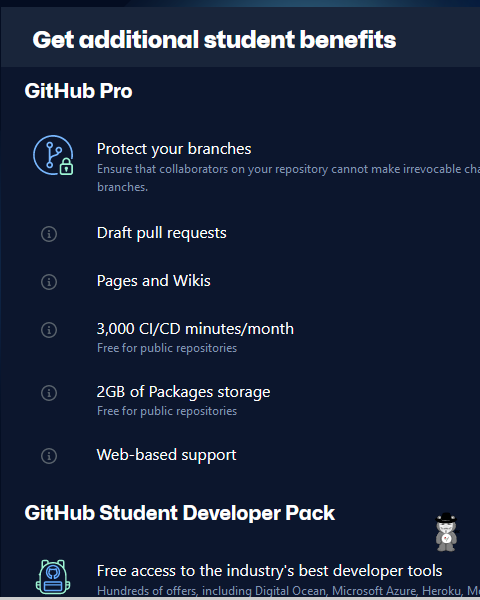 Get additional student benefits
GitHub Pro
Protect your branches
Ensure that collaborators on your repository cannot make irrevocable cha
branches.
Draft pull requests
Pages and Wikis
3,000 CI/CD minutes/month
Free for public repositories
2GB of Packages storage
Free for public repositories
Web-based support
GitHub Student Developer Pack
Free access to the industry's best developer tools
Hundreds of offers, including Digital Ocean, Microsoft Azure, Heroku, M